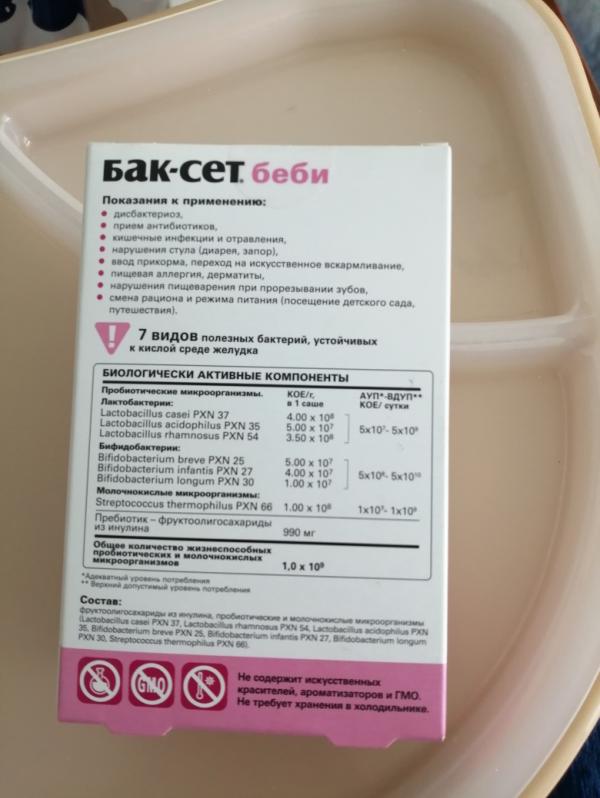 Бак-сет беби
Показания к применению:
• дисбактериоз,
• прием антибиотиков,
• кишечные инфекции и отравления,
• нарушения стула (диарея, запор),
• ввод прикорма, переход на искусственное вскармливание,
• пищевая аллергия, дерматиты,
• нарушения пищеварения при прорезывании зубов,
• смена рациона и режима питания (посещение детского сада,
путешествия).
! 7 видов полезных бактерий, устойчивых
к кислой среде желудка
БИОЛОГИЧЕСКИ АКТИВНЫЕ КОМПОНЕНТЫ
Пробиотические микроорганизмы. КОЕ/г, АУП*-ВДУП**
Лактобактерии: в 1 саше КОЕ/ сутки
Lactobacillus casei PXN 37 4.00 x 10⁸
Lactobacillus acidophilus PXN 35 5.00 x 10⁷ 5x10⁷- 5x10⁹
Lactobacillus rhamnosus PXN 54 3.50 x 10⁸
Бифидобактерии:
Bifidobacterium breve PXN 25 5.00 x 10⁷
Bifidobacterium infantis PXN 27 4.00 x 10⁷ 5x10⁸- 5x10¹⁰
Bifidobacterium longum PXN 30 1.00 x 10⁷
Молочнокислые микроорганизмы:
Streptococcus thermophilus PXN 66 1.00 x 10⁸ 1x10⁷- 1x10⁹
Пребиотик – фруктоолигосахариды
из инулина 990 мг
Общее количество жизнеспособных
пробиотических и молочнокислых
микроорганизмов 1,0 x 10⁹
*Адекватный уровень потребления
** Верхний допустимый уровень потребления
Состав:
фруктоолигосахариды из инулина, пробиотические и молочнокислые микроорганизмы
(Lactobacillus casei PXN 37, Lactobacillus rhamnosus PXN 54, Lactobacillus acidophilus PXN
35, Bifidobacterium breve PXN 25, Bifidobacterium infantis PXN 27, Bifidobacterium longum
PXN 30, Streptococcus thermophilus PXN 66).
GMO
Не содержит искусственных
красителей, ароматизаторов и ГМО.
Не требует хранения в холодильнике.